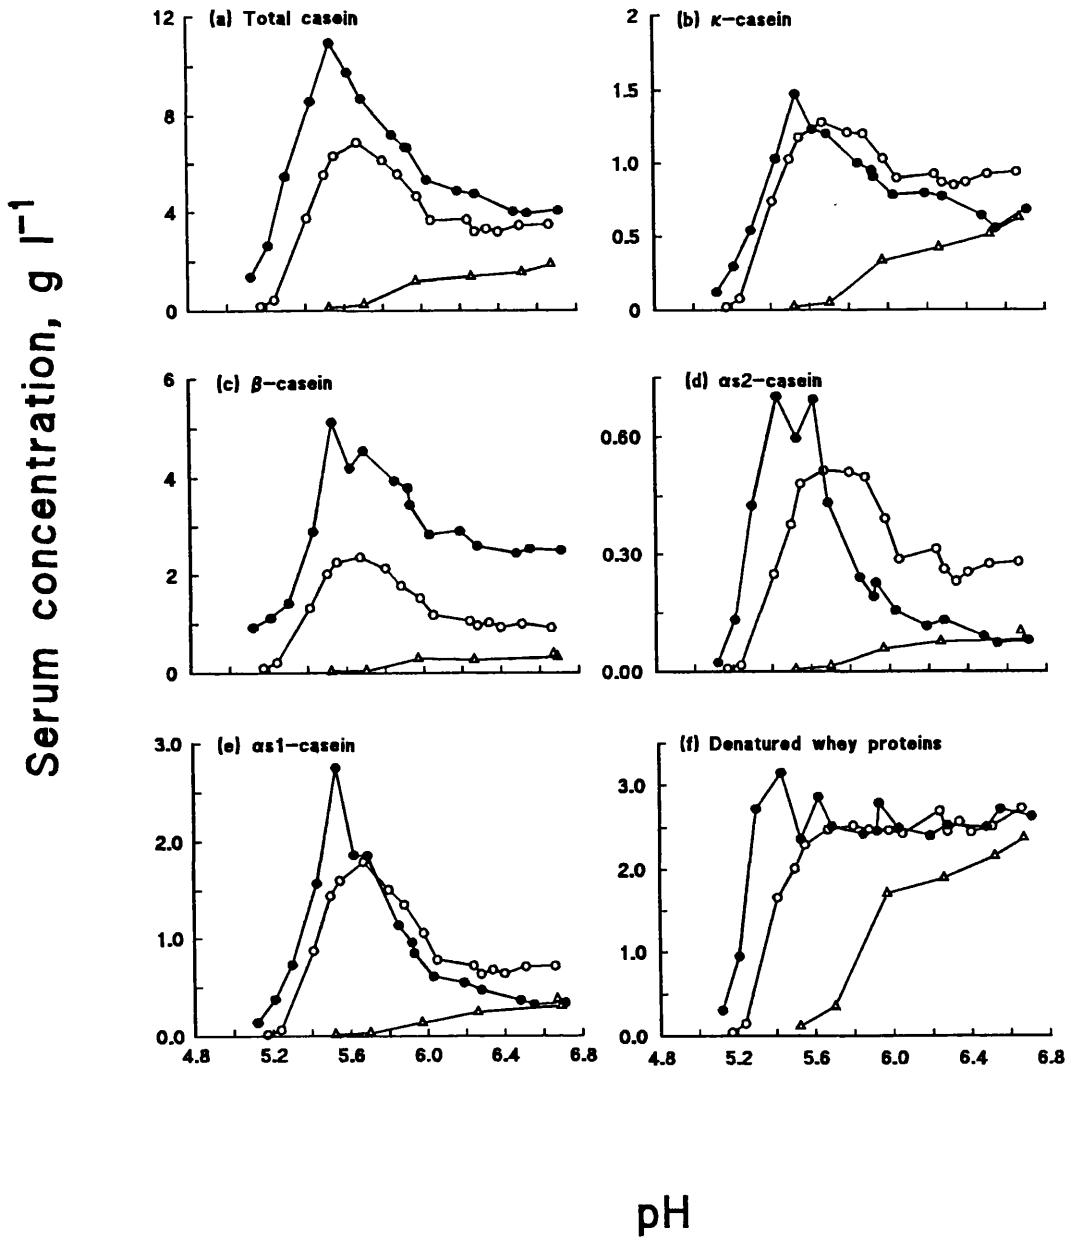 Serum concentration, g l⁻¹
(a) Total casein
12
8
4
0
(b) κ-casein
2
1.5
1.0
0.5
0
(c) β-casein
6
4
2
0
(d) αs2-casein
0.60
0.30
0.00
(e) αs1-casein
3.0
2.0
1.0
0.0
4.8 5.2 5.6 6.0 6.4 6.8
(f) Denatured whey proteins
3.0
2.0
1.0
0.0
4.8 5.2 5.6 6.0 6.4 6.8
pH